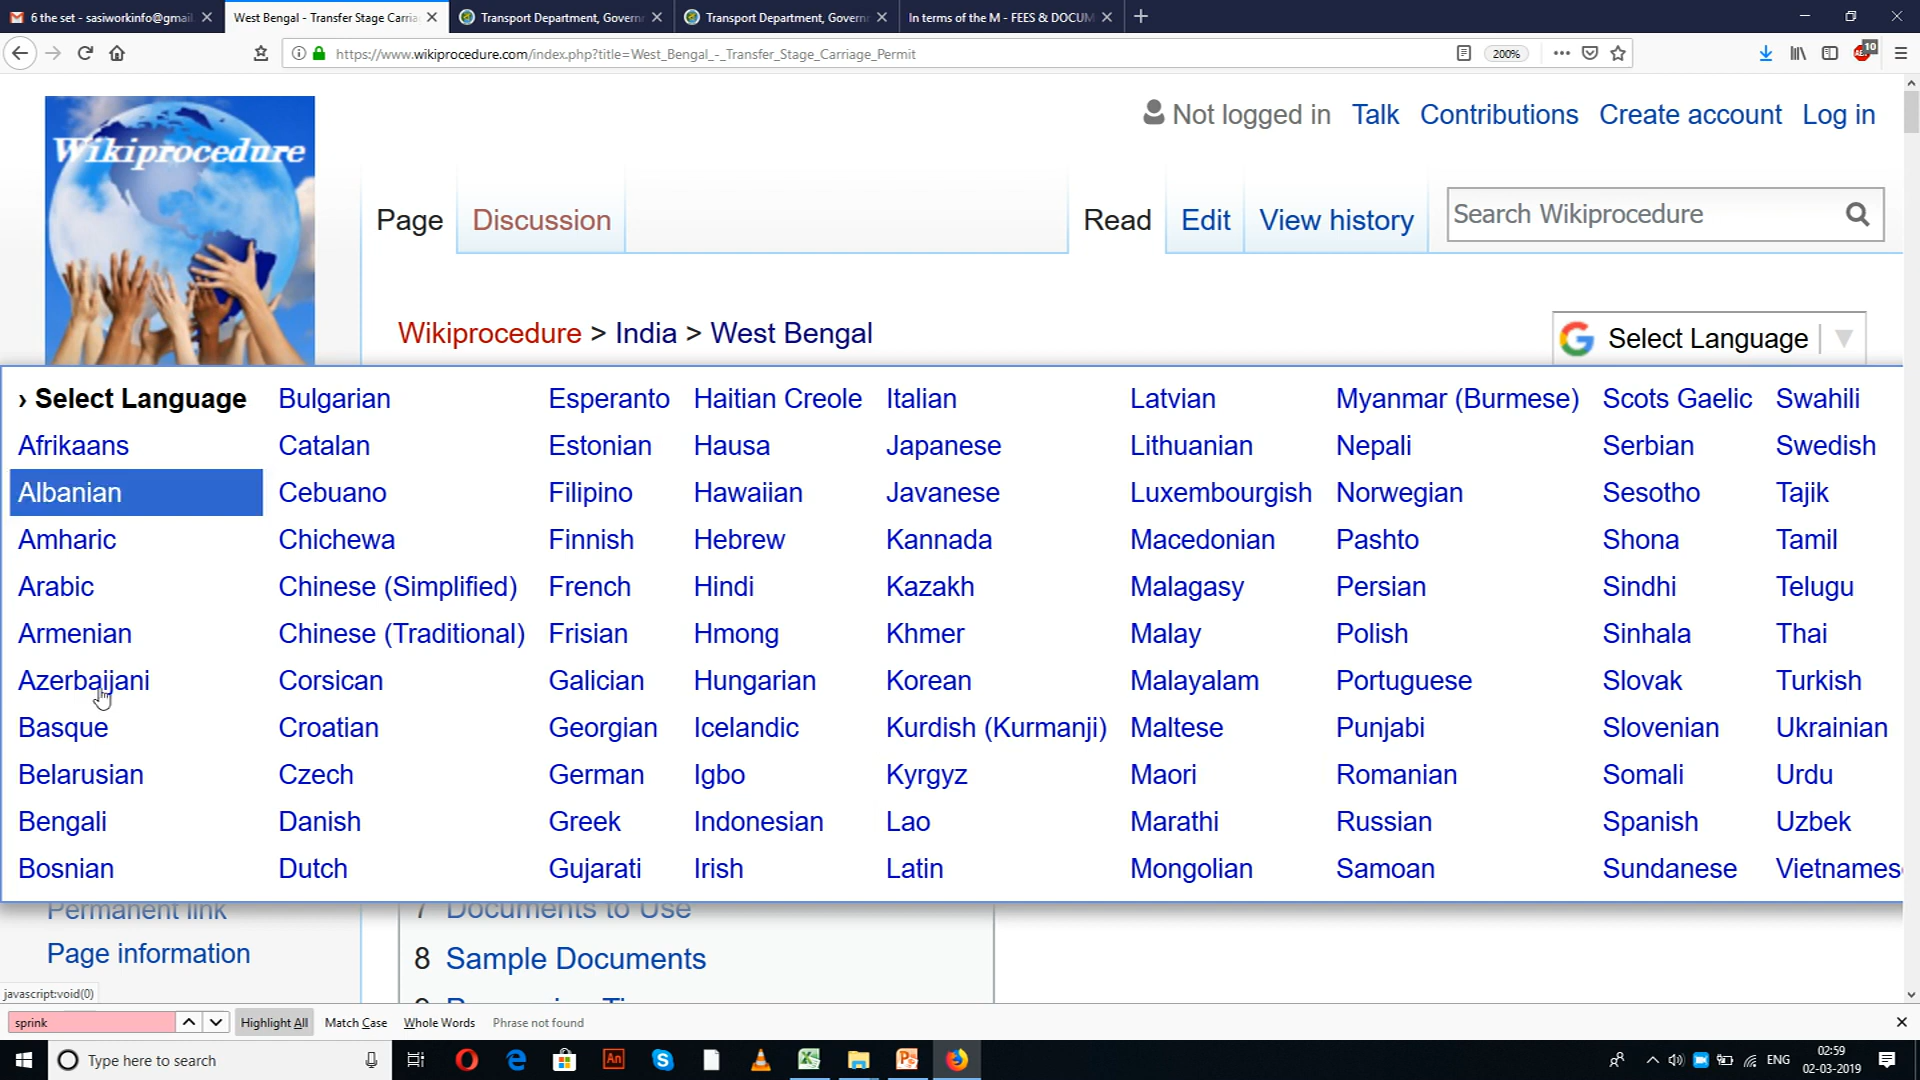 6 the set - sasiworkinfo@gmail.
West Bengal - Transfer Stage Carria
Transport Department, Govern
Transport Department, Govern
In terms of the M - FEES & DOCUM
https://www.wikiprocedure.com/index.php?title=West_Bengal_-_Transfer_Stage_Carriage_Permit
200%
10
Wikiprocedure
Not logged in Talk Contributions Create account Log in
Page Discussion Read Edit View history
Search Wikiprocedure
Wikiprocedure > India > West Bengal
Select Language
› Select Language Bulgarian Esperanto Haitian Creole Italian Latvian Myanmar (Burmese) Scots Gaelic Swahili
Afrikaans Catalan Estonian Hausa Japanese Lithuanian Nepali Serbian Swedish
Albanian Cebuano Filipino Hawaiian Javanese Luxembourgish Norwegian Sesotho Tajik
Amharic Chichewa Finnish Hebrew Kannada Macedonian Pashto Shona Tamil
Arabic Chinese (Simplified) French Hindi Kazakh Malagasy Persian Sindhi Telugu
Armenian Chinese (Traditional) Frisian Hmong Khmer Malay Polish Sinhala Thai
Azerbaijani Corsican Galician Hungarian Korean Malayalam Portuguese Slovak Turkish
Basque Croatian Georgian Icelandic Kurdish (Kurmanji) Maltese Punjabi Slovenian Ukrainian
Belarusian Czech German Igbo Kyrgyz Maori Romanian Somali Urdu
Bengali Danish Greek Indonesian Lao Marathi Russian Spanish Uzbek
Bosnian Dutch Gujarati Irish Latin Mongolian Samoan Sundanese Vietnames
Permanent link
7 Documents to Use
Page information
8 Sample Documents
javascript:void(0)
sprink Highlight All Match Case Whole Words Phrase not found
Type here to search
ENG
02:59
02-03-2019